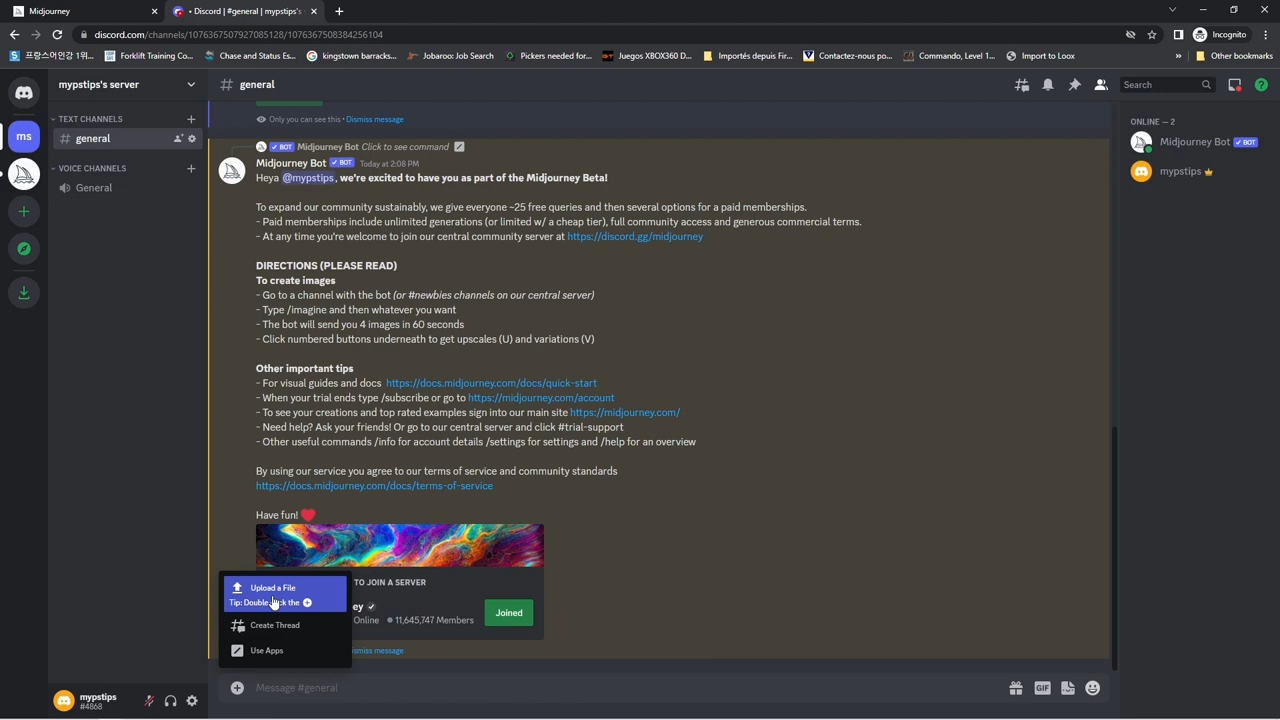 Midjourney
• Discord | #general | mypstips's
discord.com/channels/1076367507927085128/1076367508384256104
Incognito
프랑스어인강 1위...
Forklift Training Co...
Chase and Status Es...
kingstown barracks...
Jobaroo: Job Search
Pickers needed for...
Juegos XBOX360 D...
Importés depuis Fir...
Contactez-nous po...
Commando, Level 1...
Import to Loox
»
Other bookmarks
mypstips's server
# general
Search
TEXT CHANNELS
# general
VOICE CHANNELS
General
ms
Only you can see this • Dismiss message
BOT Midjourney Bot Click to see command
Midjourney Bot BOT Today at 2:08 PM
Heya @mypstips, we're excited to have you as part of the Midjourney Beta!
To expand our community sustainably, we give everyone ~25 free queries and then several options for a paid memberships.
- Paid memberships include unlimited generations (or limited w/ a cheap tier), full community access and generous commercial terms.
- At any time you're welcome to join our central community server at https://discord.gg/midjourney
DIRECTIONS (PLEASE READ)
To create images
- Go to a channel with the bot (or #newbies channels on our central server)
- Type /imagine and then whatever you want
- The bot will send you 4 images in 60 seconds
- Click numbered buttons underneath to get upscales (U) and variations (V)
Other important tips
- For visual guides and docs https://docs.midjourney.com/docs/quick-start
- When your trial ends type /subscribe or go to https://midjourney.com/account
- To see your creations and top rated examples sign into our main site https://midjourney.com/
- Need help? Ask your friends! Or go to our central server and click #trial-support
- Other useful commands /info for account details /settings for settings and /help for an overview
By using our service you agree to our terms of service and community standards
https://docs.midjourney.com/docs/terms-of-service
Have fun!
TO JOIN A SERVER
ey
Online 11,645,747 Members
Joined
ismiss message
Upload a File
Tip: Double the
Create Thread
Use Apps
Message #general
GIF
mypstips
#4868
ONLINE — 2
Midjourney Bot BOT
mypstips